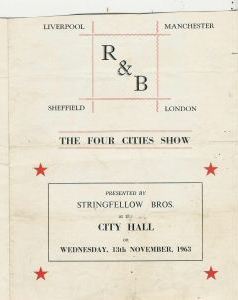 LIVERPOOL MANCHESTER
R
&
B
SHEFFIELD LONDON
THE FOUR CITIES SHOW
PRESENTED BY
STRINGFELLOW BROS.
at the
CITY HALL
on
WEDNESDAY, 13th NOVEMBER, 1963